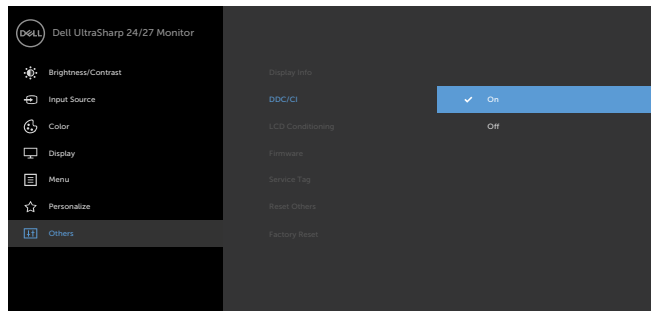 DELL Dell UltraSharp 24/27 Monitor
Brightness/Contrast
Input Source
Color
Display
Menu
Personalize
Others
Display Info
DDC/CI
LCD Conditioning
Firmware
Service Tag
Reset Others
Factory Reset
On
Off